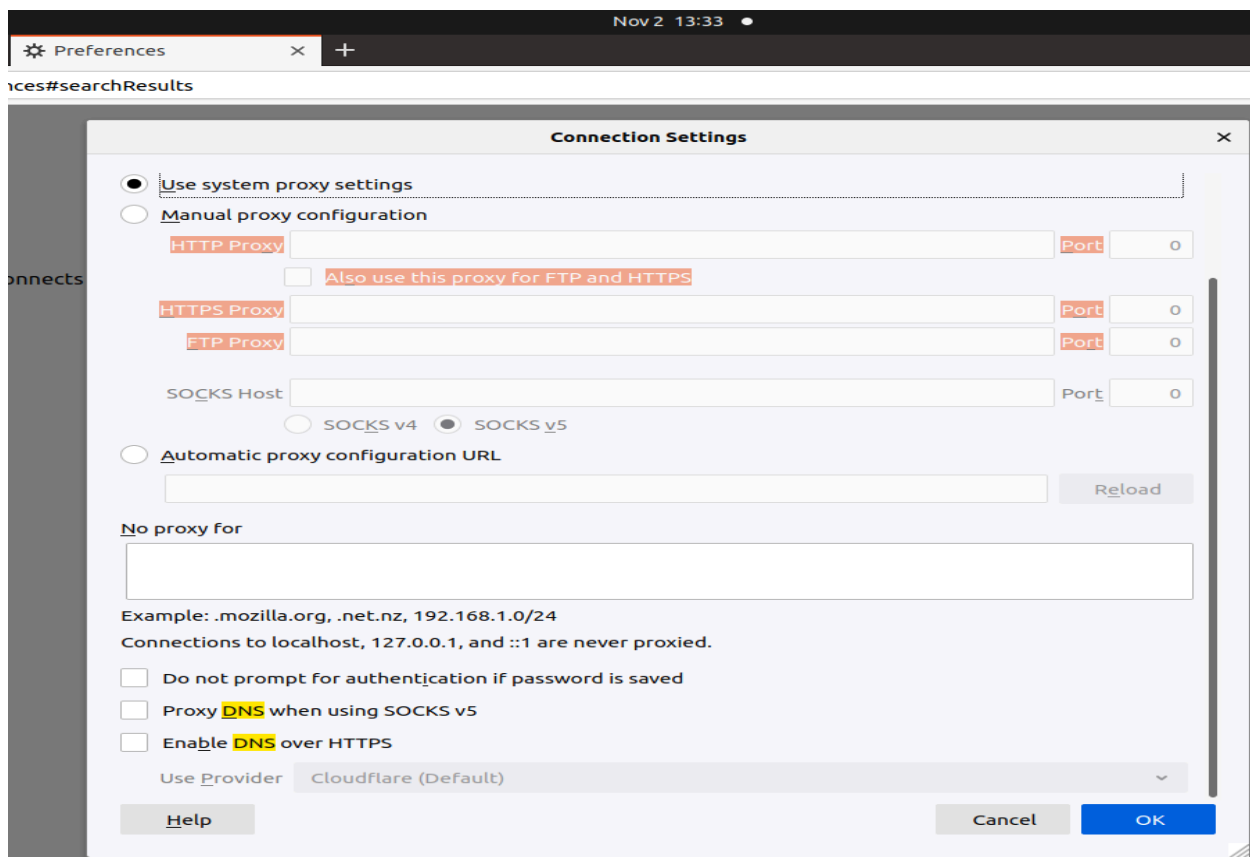 Nov 2 13:33
Preferences
nces#searchResults
Connection Settings
Use system proxy settings
Manual proxy configuration
HTTP Proxy Port 0
onnects
Also use this proxy for FTP and HTTPS
HTTPS Proxy Port 0
FTP Proxy Port 0
SOCKS Host Port 0
SOCKS v4 SOCKS v5
Automatic proxy configuration URL
Reload
No proxy for
Example: .mozilla.org, .net.nz, 192.168.1.0/24
Connections to localhost, 127.0.0.1, and ::1 are never proxied.
Do not prompt for authentication if password is saved
Proxy DNS when using SOCKS v5
Enable DNS over HTTPS
Use Provider Cloudflare (Default)
Help Cancel OK